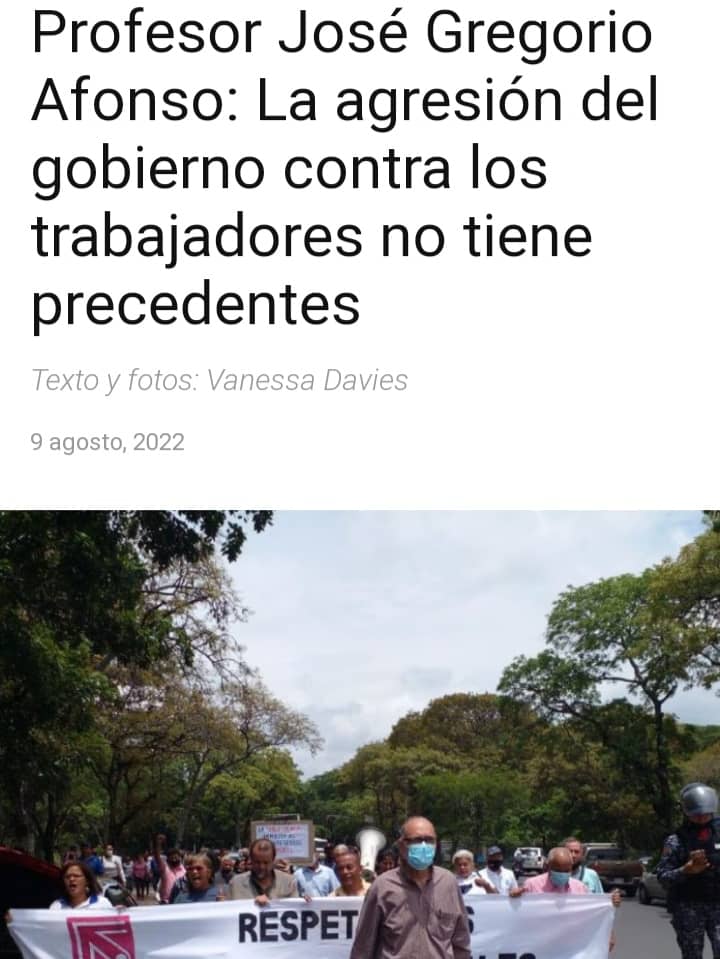 Profesor José Gregorio
Afonso: La agresión del
gobierno contra los
trabajadores no tiene
precedentes
Texto y fotos: Vanessa Davies
9 agosto, 2022
RESPET